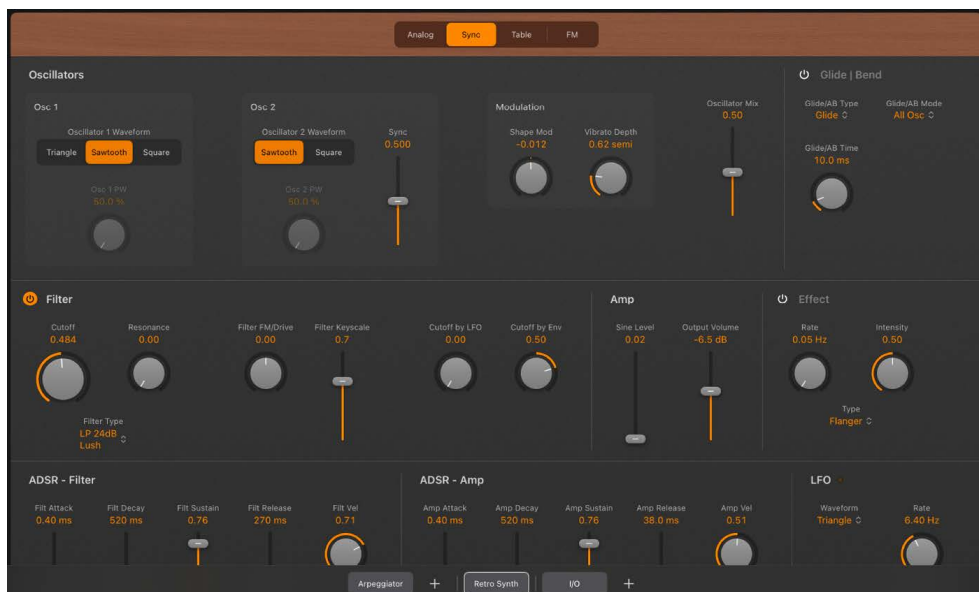 Analog Sync Table FM
Oscillators
Glide | Bend
Osc 1
Oscillator 1 Waveform
Triangle Sawtooth Square
Osc 1 PW
50.0 %
Osc 2
Oscillator 2 Waveform
Sawtooth Square
Osc 2 PW
50.0 %
Sync
0.500
Modulation
Shape Mod
-0.012
Vibrato Depth
0.62 semi
Oscillator Mix
0.50
Glide/AB Type
Glide
Glide/AB Mode
All Osc
Glide/AB Time
10.0 ms
Filter
Cutoff
0.484
Resonance
0.00
Filter FM/Drive
0.00
Filter Keyscale
0.7
Cutoff by LFO
0.00
Cutoff by Env
0.50
Filter Type
LP 24dB
Lush
Amp
Sine Level
0.02
Output Volume
-6.5 dB
Effect
Rate
0.05 Hz
Intensity
0.50
Type
Flanger
ADSR - Filter
Filt Attack
0.40 ms
Filt Decay
520 ms
Filt Sustain
0.76
Filt Release
270 ms
Filt Vel
0.71
ADSR - Amp
Amp Attack
0.40 ms
Amp Decay
520 ms
Amp Sustain
0.76
Amp Release
38.0 ms
Amp Vel
0.51
LFO
Waveform
Triangle
Rate
6.40 Hz
Arpeggiator + Retro Synth I/O +